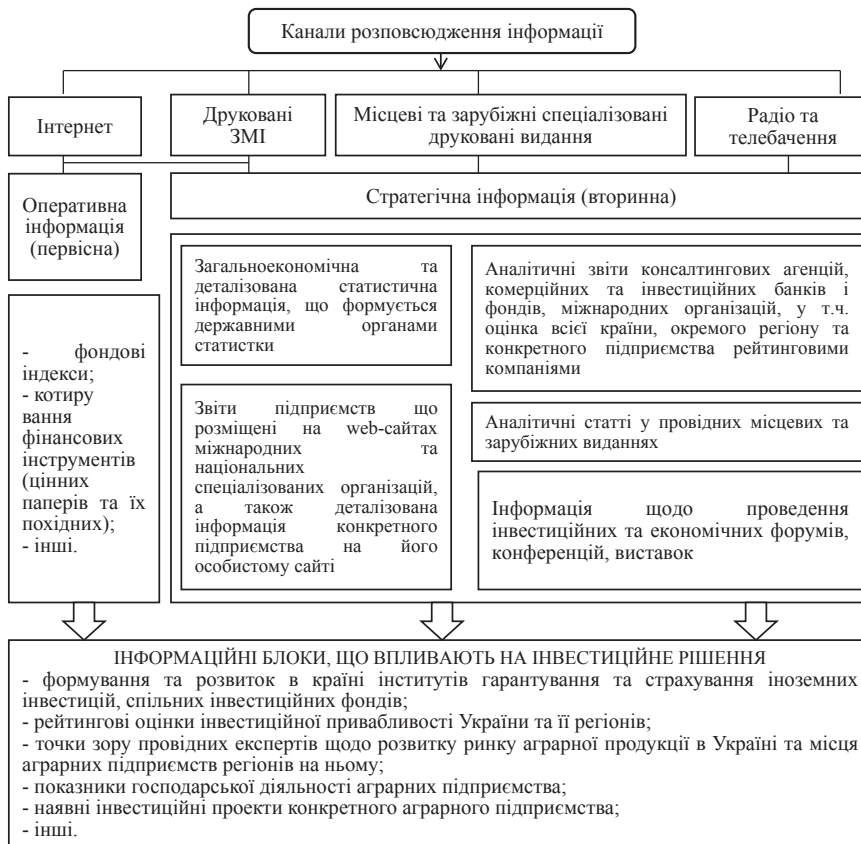 Канали розповсюдження інформації
Інтернет
Друковані
ЗМІ
Місцеві та зарубіжні спеціалізовані
друковані видання
Радіо та
телебачення
Оперативна
інформація
(первісна)
Стратегічна інформація (вторинна)
- фондові
індекси;
- котиру
вання
фінансових
інструментів
(цінних
паперів та їх
похідних);
- інші.
Загальноекономічна та
деталізована статистична
інформація, що формується
державними органами
статистки
Звіти підприємств що
розміщені на web-сайтах
міжнародних та
національних
спеціалізованих організацій,
а також деталізована
інформація конкретного
підприємства на його
особистому сайті
Аналітичні звіти консалтингових агенцій,
комерційних та інвестиційних банків і
фондів, міжнародних організацій, у т.ч.
оцінка всієї країни, окремого регіону та
конкретного підприємства рейтинговими
компаніями
Аналітичні статті у провідних місцевих та
зарубіжних виданнях
Інформація щодо проведення
інвестиційних та економічних форумів,
конференцій, виставок
ІНФОРМАЦІЙНІ БЛОКИ, ЩО ВПЛИВАЮТЬ НА ІНВЕСТИЦІЙНЕ РІШЕННЯ
- формування та розвиток в країні інститутів гарантування та страхування іноземних
інвестицій, спільних інвестиційних фондів;
- рейтингові оцінки інвестиційної привабливості України та її регіонів;
- точки зору провідних експертів щодо розвитку ринку аграрної продукції в Україні та місця
аграрних підприємств регіонів на ньому;
- показники господарської діяльності аграрних підприємства;
- наявні інвестиційні проекти конкретного аграрного підприємства;
- інші.